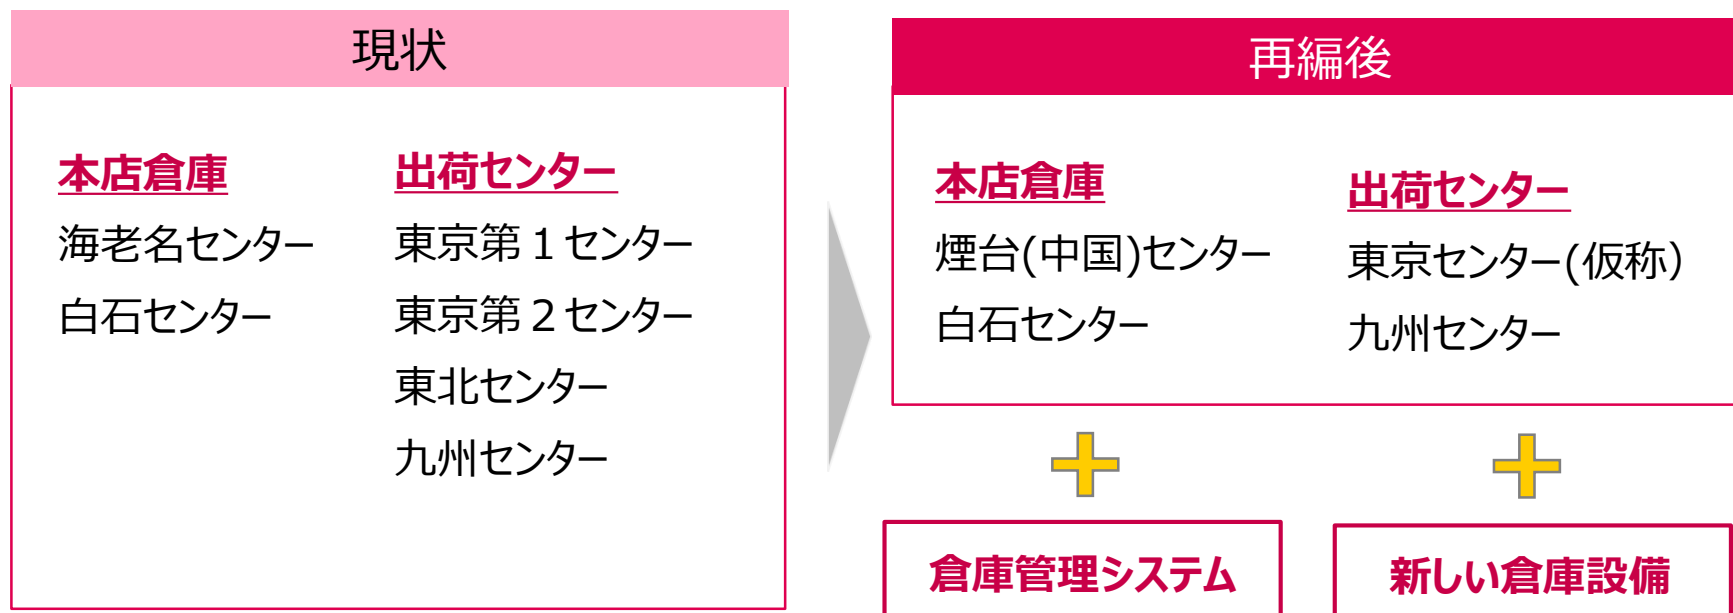 現状
本店倉庫
海老名センター
白石センター
出荷センター
東京第１センター
東京第２センター
東北センター
九州センター
再編後
本店倉庫
煙台(中国)センター
白石センター
出荷センター
東京センター(仮称）
九州センター
倉庫管理システム
新しい倉庫設備